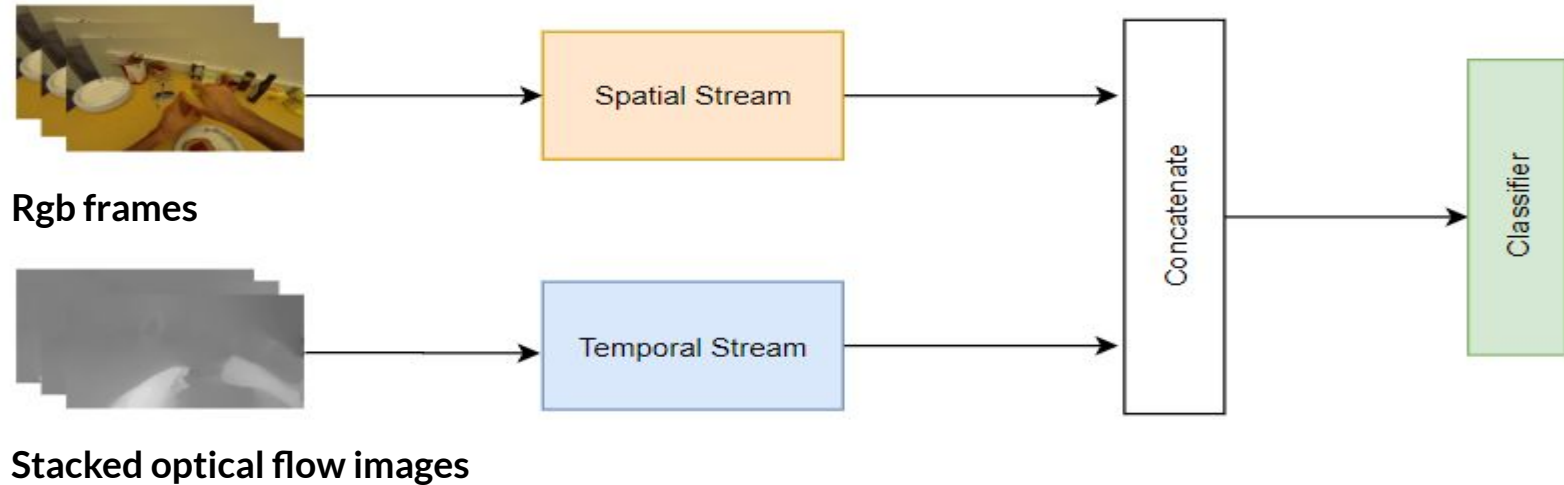 Spatial Stream
Rgb frames
Concatenate
Classifier
Temporal Stream
Stacked optical flow images